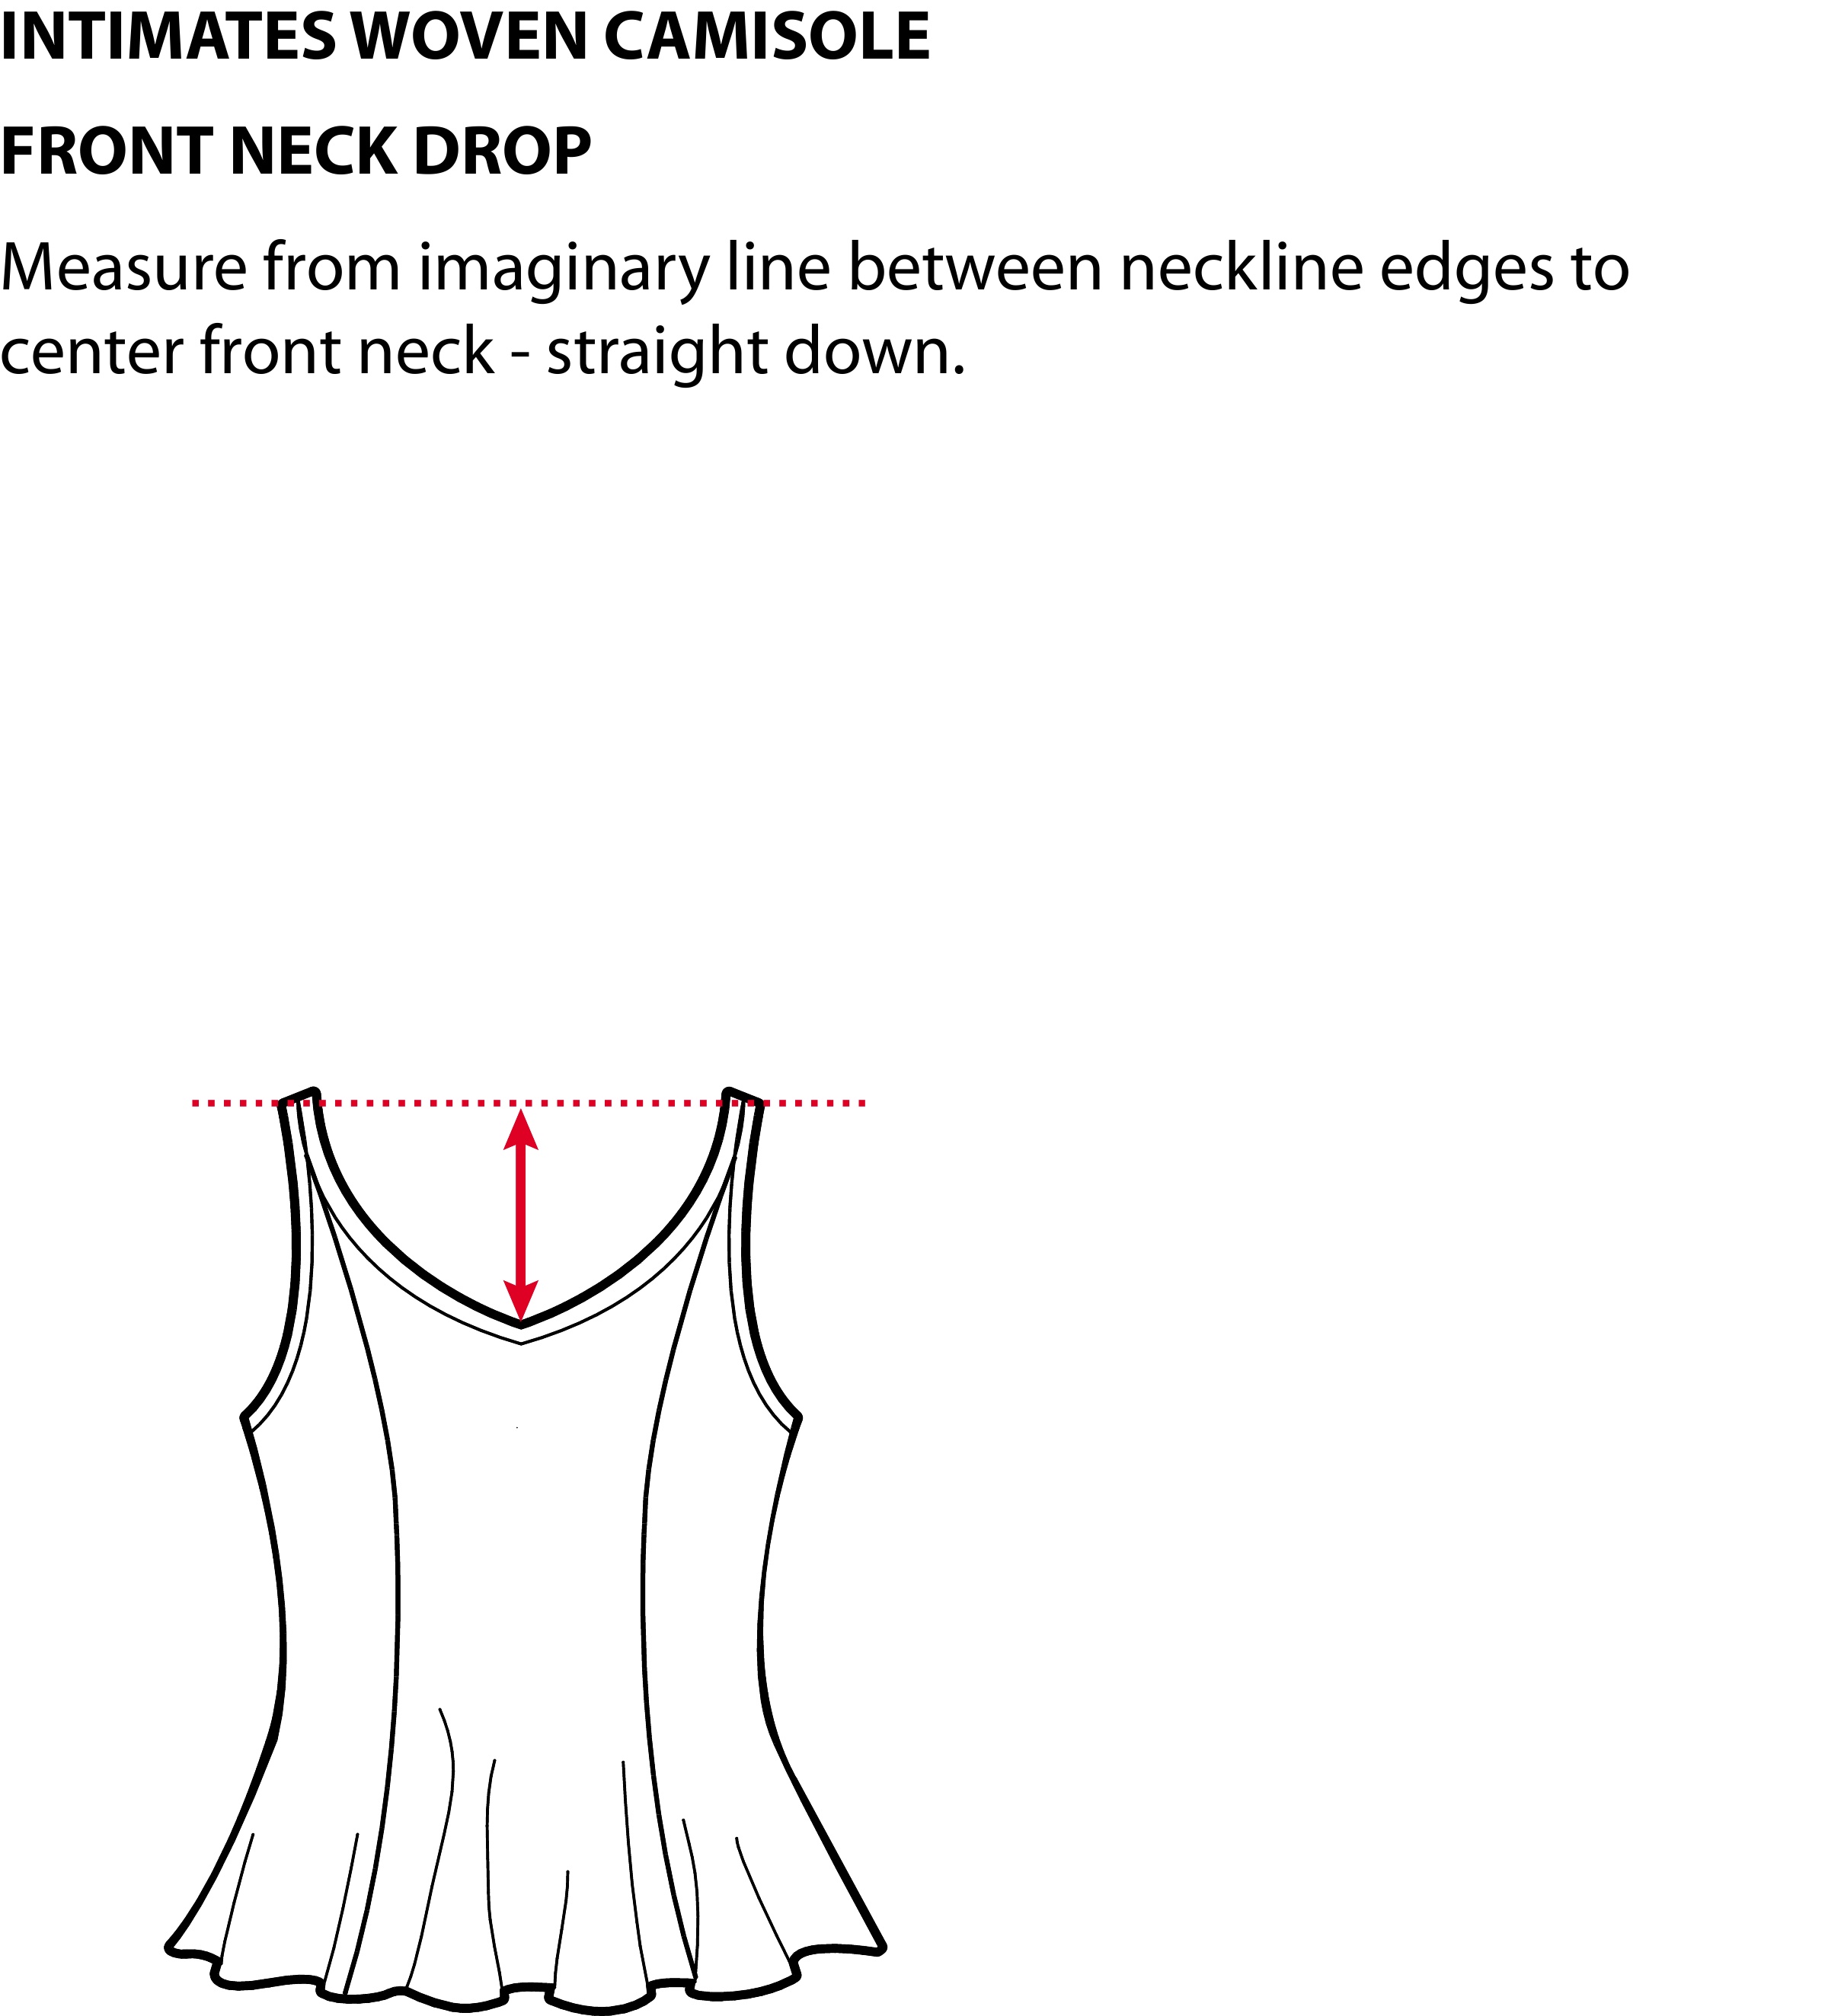 INTIMATES WOVEN CAMISOLE
FRONT NECK DROP
Measure from imaginary line between neckline edges to
center front neck - straight down.